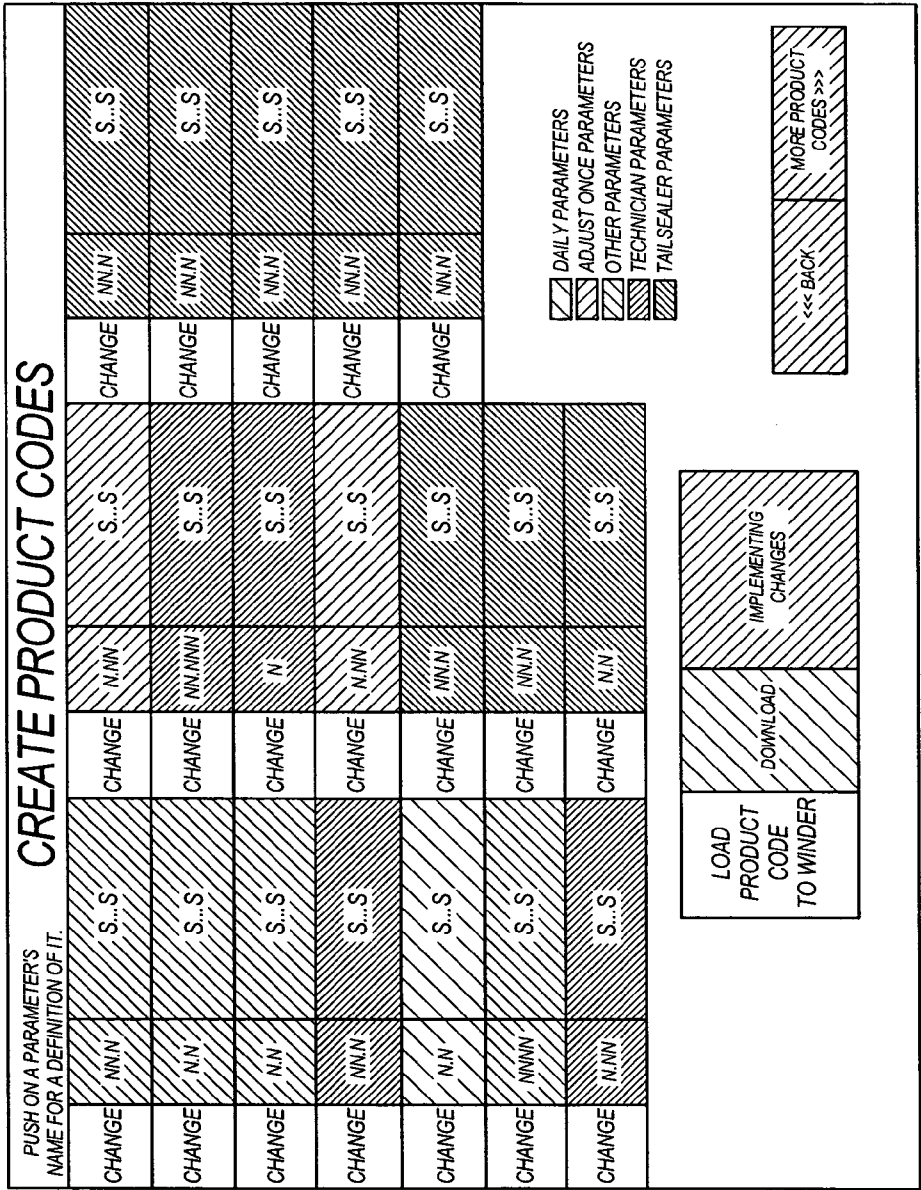 PUSH ON A PARAMETER'S
NAME FOR A DEFINITION OF IT.
CREATE PRODUCT CODES
CHANGE NN.N S...S CHANGE N.NN S...S CHANGE NN.N S...S
CHANGE N.N S...S CHANGE NN.NNN S...S CHANGE NN.N S...S
CHANGE N.N S...S CHANGE N S...S CHANGE NN.N S...S
CHANGE NN.N S...S CHANGE N.NN S...S CHANGE NN.N S...S
CHANGE N.N S...S CHANGE NN.N S...S CHANGE NN.N S...S
CHANGE NNNN S...S CHANGE NN.N S...S
CHANGE N.NN S...S CHANGE N.N S...S
DAILY PARAMETERS
ADJUST ONCE PARAMETERS
OTHER PARAMETERS
TECHNICIAN PARAMETERS
TAILSEALER PARAMETERS
LOAD
PRODUCT
CODE
TO WINDER
DOWNLOAD
IMPLEMENTING
CHANGES
<<< BACK
MORE PRODUCT
CODES >>>